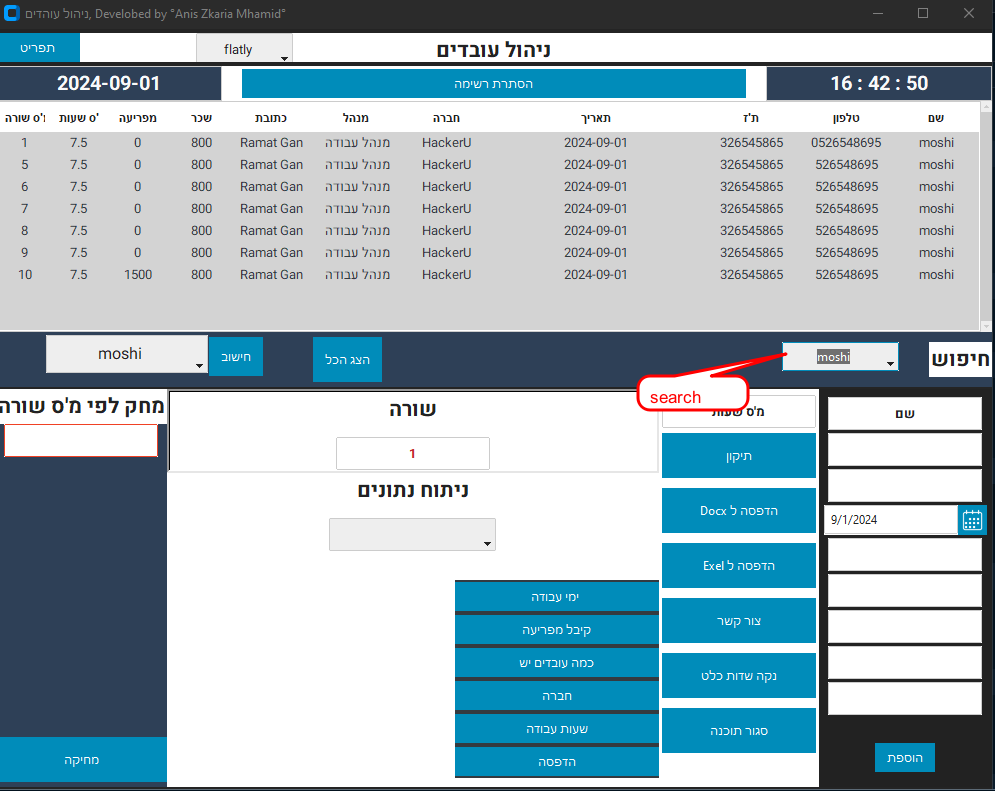 ניהול עוהדים, Develobed by "Anis Zkaria Mhamid"
תפריט
flatly
ניהול עובדים
2024-09-01
הסתרת רשימה
16 : 42 : 50
שם טלפון ת'ז תאריך חברה מנהל כתובת שכר מפריעה ס שעות' מ'ס שורה
moshi 0526548695 326545865 2024-09-01 HackerU מנהל עבודה Ramat Gan 800 0 7.5 1
moshi 526548695 326545865 2024-09-01 HackerU מנהל עבודה Ramat Gan 800 0 7.5 5
moshi 526548695 326545865 2024-09-01 HackerU מנהל עבודה Ramat Gan 800 0 7.5 6
moshi 526548695 326545865 2024-09-01 HackerU מנהל עבודה Ramat Gan 800 0 7.5 7
moshi 526548695 326545865 2024-09-01 HackerU מנהל עבודה Ramat Gan 800 0 7.5 8
moshi 526548695 326545865 2024-09-01 HackerU מנהל עבודה Ramat Gan 800 0 7.5 9
moshi 526548695 326545865 2024-09-01 HackerU מנהל עבודה Ramat Gan 800 1500 7.5 10
חיפוש
moshi
search
הצג הכל
חישוב
moshi
שם
9/1/2024
הוספת
מ'ס שעות
תיקון
הדפסה ל Docx
הדפסה ל Exel
צור קשר
נקה שדות כלט
סגור תוכנה
שורה
1
ניתוח נתונים
ימי עבודה
קיבל מפריעה
כמה עובדים יש
חברה
שעות עבודה
הדפסה
מחק לפי מ'ס שורה
מחיקה